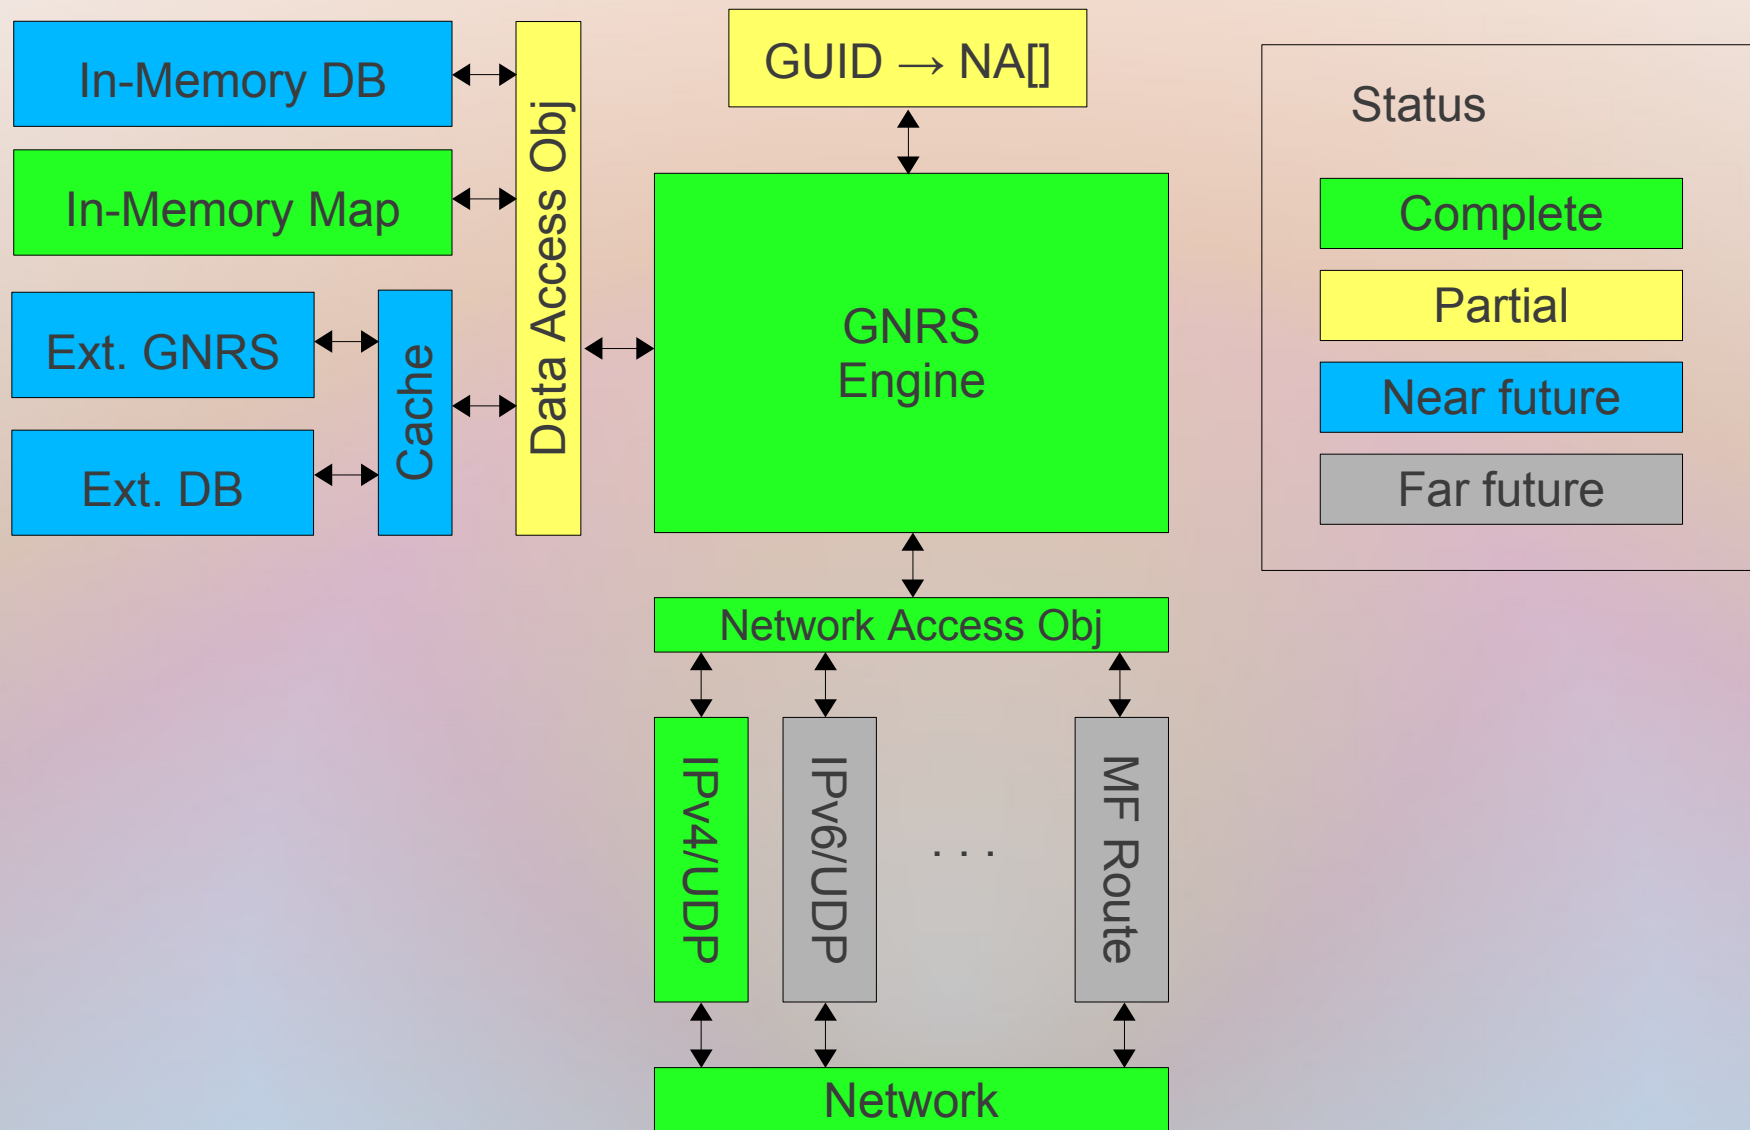 In-Memory DB
In-Memory Map
Ext. GNRS
Ext. DB
Cache
Data Access Obj
GUID → NA[]
GNRS
Engine
Network Access Obj
IPv4/UDP
IPv6/UDP
. . .
MF Route
Network
Status
Complete
Partial
Near future
Far future